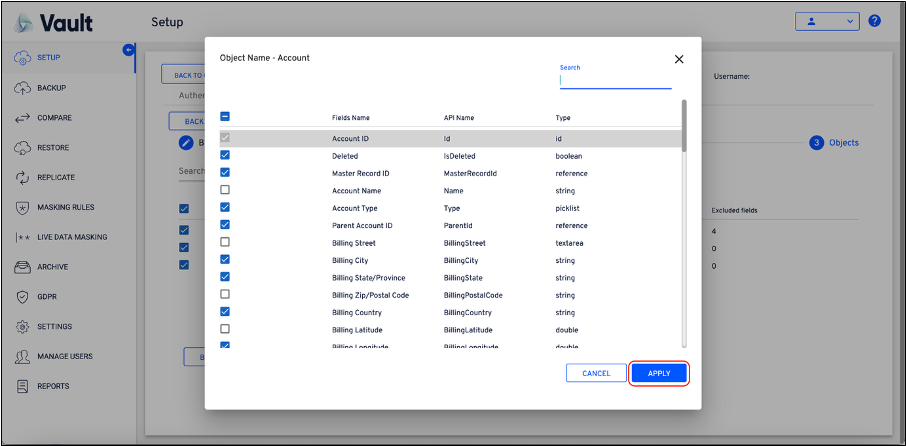 Vault
Setup
SETUP
BACKUP
COMPARE
RESTORE
REPLICATE
MASKING RULES
LIVE DATA MASKING
ARCHIVE
GDPR
SETTINGS
MANAGE USERS
REPORTS
BACK TO
Username:
Authen
BACK
B
3 Objects
Search
Excluded fields
4
0
0
B
Object Name - Account
Search
Fields Name API Name Type
Account ID Id id
Deleted IsDeleted boolean
Master Record ID MasterRecordId reference
Account Name Name string
Account Type Type picklist
Parent Account ID ParentId reference
Billing Street BillingStreet textarea
Billing City BillingCity string
Billing State/Province BillingState string
Billing Zip/Postal Code BillingPostalCode string
Billing Country BillingCountry string
Billing Latitude BillingLatitude double
Billing Longitude BillingLongitude double
CANCEL APPLY